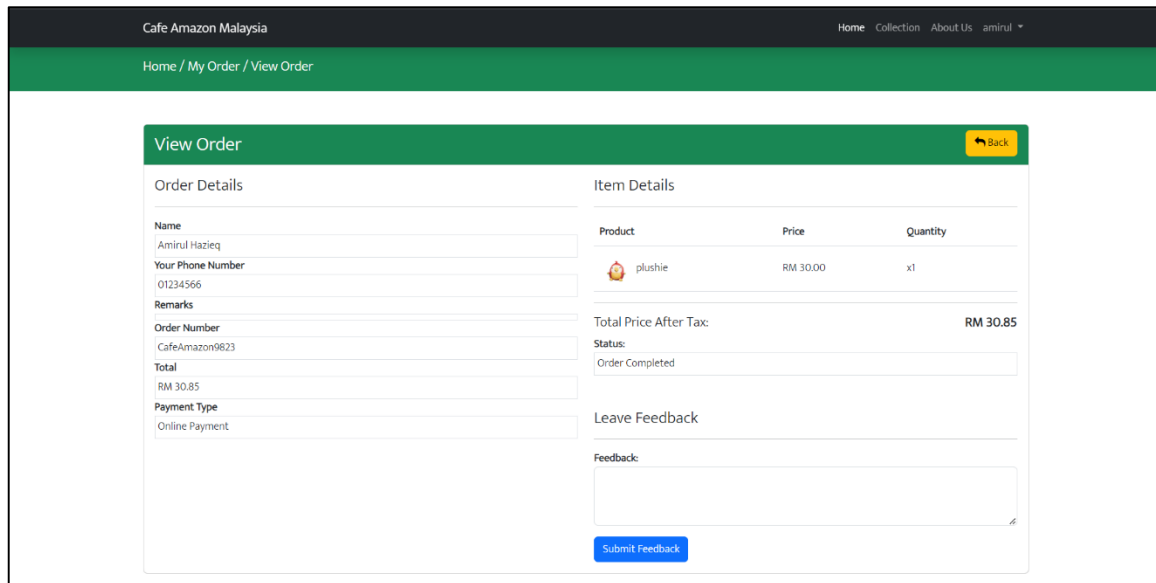 Cafe Amazon Malaysia
Home Collection About Us amirul
Home / My Order / View Order
View Order
Back
Order Details
Name
Amirul Hazieq
Your Phone Number
01234566
Remarks
Order Number
CafeAmazon9823
Total
RM 30.85
Payment Type
Online Payment
Item Details
Product Price Quantity
plushie RM 30.00 x1
Total Price After Tax: RM 30.85
Status:
Order Completed
Leave Feedback
Feedback:
Submit Feedback